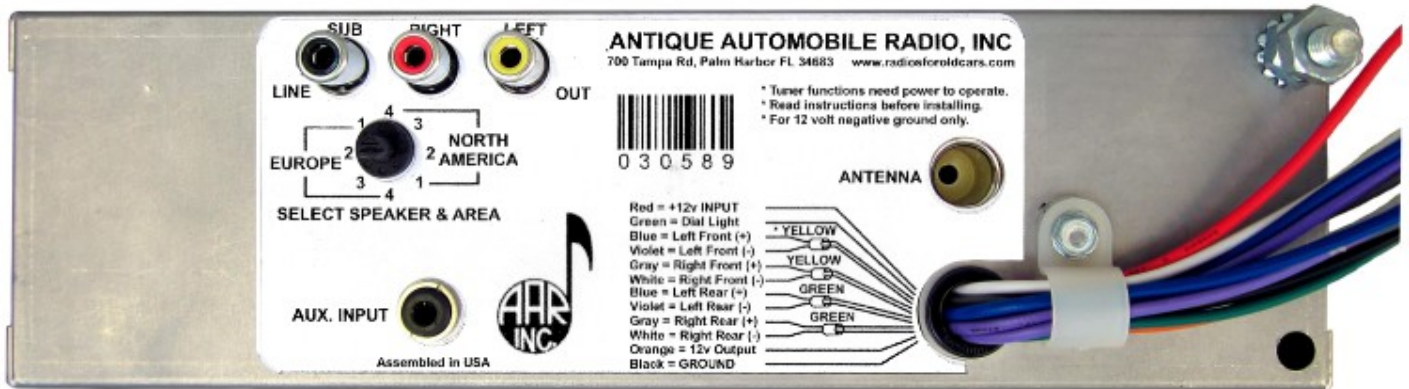 SUB RIGHT LEFT
LINE OUT
ANTIQUE AUTOMOBILE RADIO, INC
700 Tampa Rd, Palm Harbor FL 34683 www.radiosforoldcars.com
* Tuner functions need power to operate.
* Read instructions before installing.
* For 12 volt negative ground only.
030589
4
1 3
EUROPE 2 2 NORTH AMERICA
3 1
4
SELECT SPEAKER & AREA
ANTENNA
AUX. INPUT
AAR
INC.
Assembled in USA
Red = +12v INPUT
Green = Dial Light
Blue = Left Front (+)
* YELLOW
Violet = Left Front (-)
Gray = Right Front (+)
YELLOW
White = Right Front (-)
Blue = Left Rear (+)
GREEN
Violet = Left Rear (-)
Gray = Right Rear (+)
GREEN
White = Right Rear (-)
Orange = 12v Output
Black = GROUND